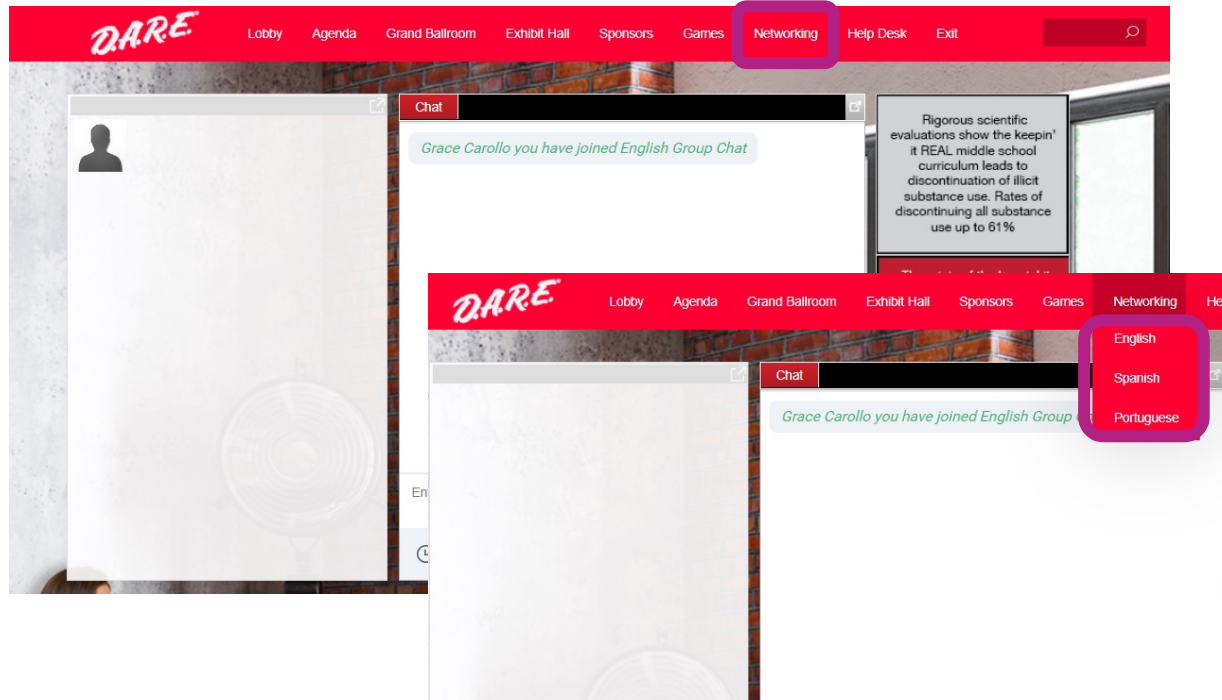 D.A.R.E. Lobby Agenda Grand Ballroom Exhibit Hall Sponsors Games Networking Help Desk Exit
Chat
Grace Carollo you have joined English Group Chat
Rigorous scientific
evaluations show the keepin'
it REAL middle school
curriculum leads to
discontinuation of illicit
substance use. Rates of
discontinuing all substance
use up to 61%
D.A.R.E. Lobby Agenda Grand Ballroom Exhibit Hall Sponsors Games Networking He
English
Spanish
Portuguese
Chat
Grace Carollo you have joined English Group
En